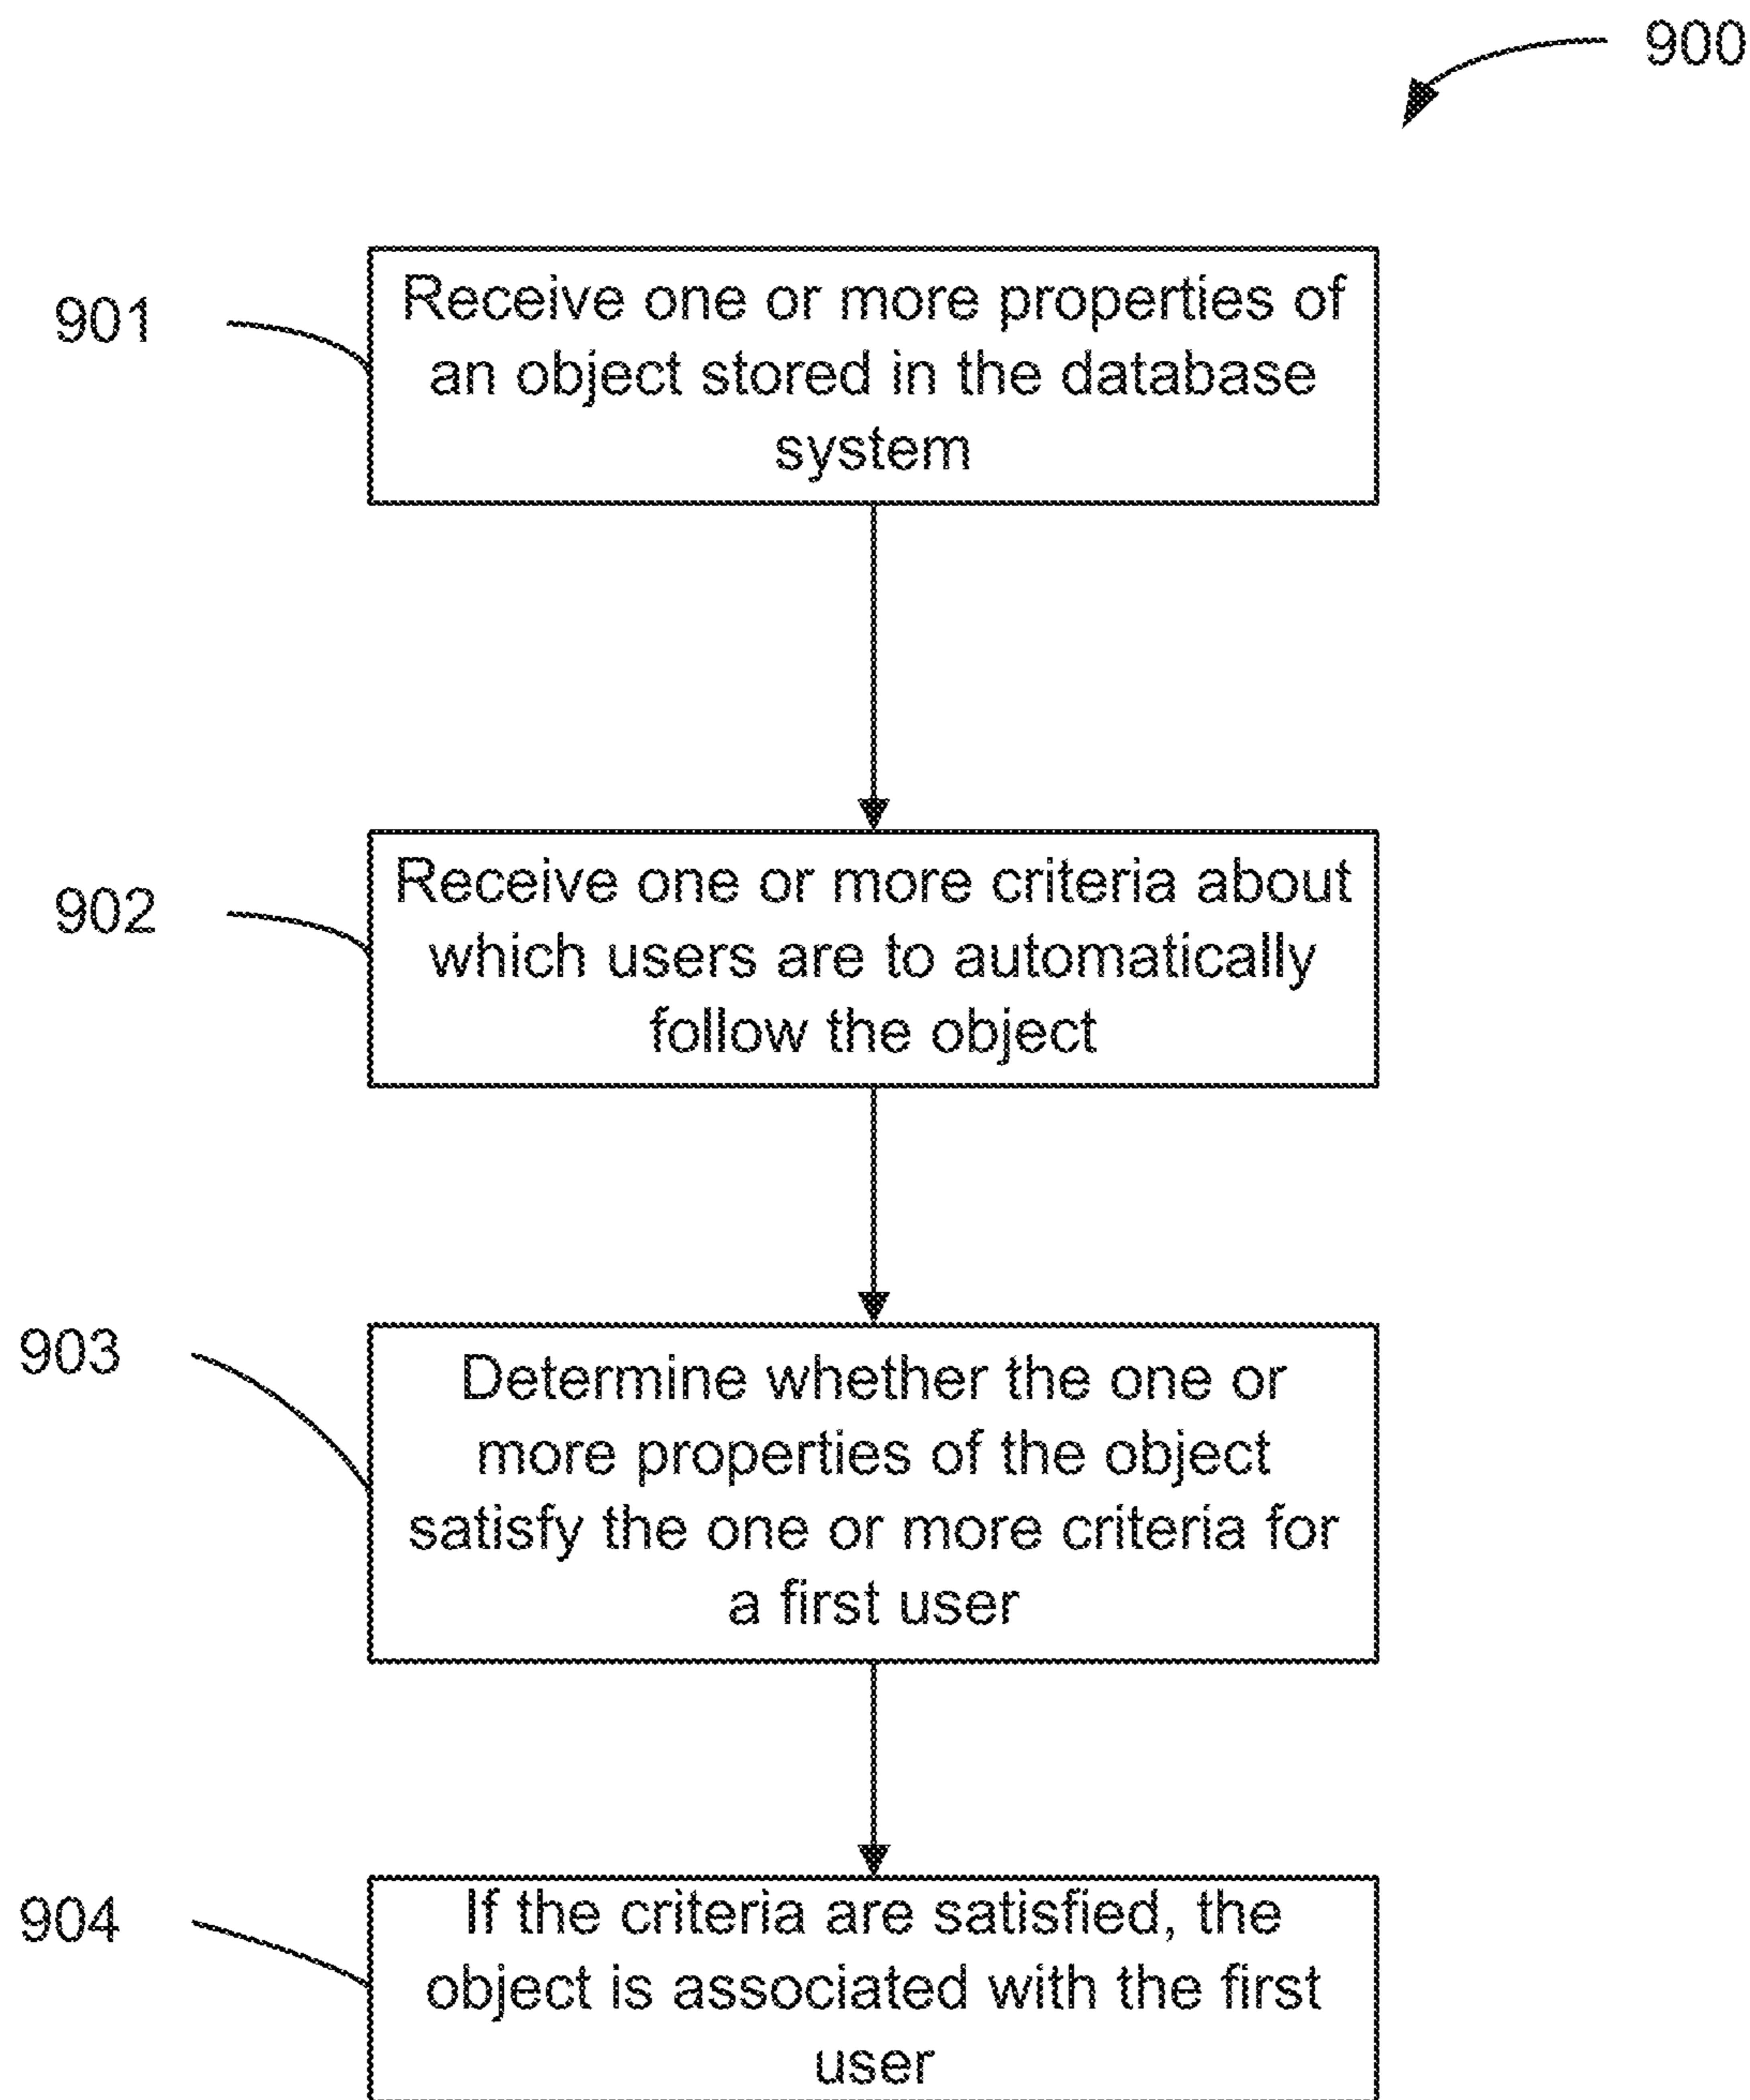 900
901
Receive one or more properties of
an object stored in the database
system
902
Receive one or more criteria about
which users are to automatically
follow the object
903
Determine whether the one or
more properties of the object
satisfy the one or more criteria for
a first user
904
If the criteria are satisfied, the
object is associated with the first
user